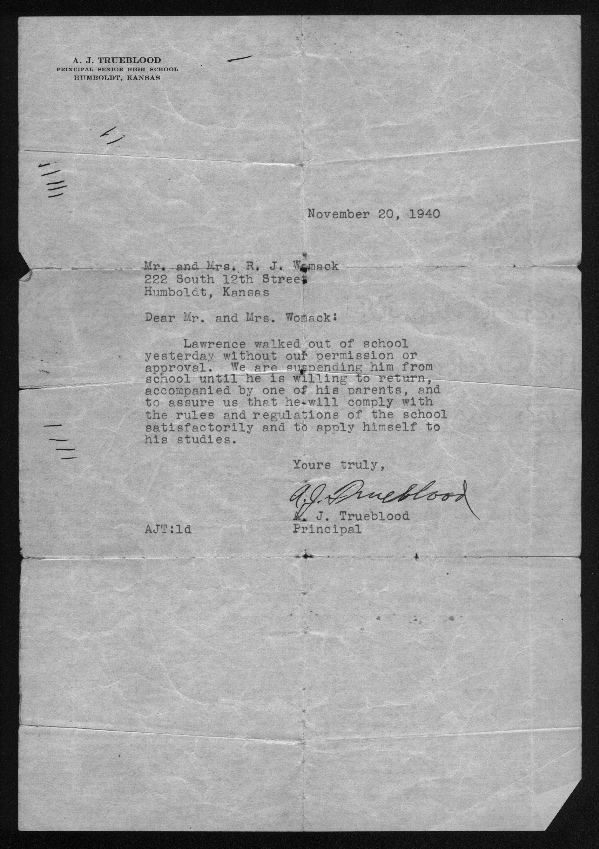 A. J. TRUEBLOOD
PRINCIPAL SENIOR HIGH SCHOOL
HUMBOLDT, KANSAS
November 20, 1940
Mr. and Mrs. R. J. Womack
222 South 12th Street
Humboldt, Kansas
Dear Mr. and Mrs. Womack:
Lawrence walked out of school
yesterday without our permission or
approval. We are suspending him from
school until he is willing to return,
accompanied by one of his parents, and
to assure us that he will comply with
the rules and regulations of the school
satisfactorily and to apply himself to
his studies.
Yours truly,
A. J. Trueblood
A. J. Trueblood
AJT:ld Principal